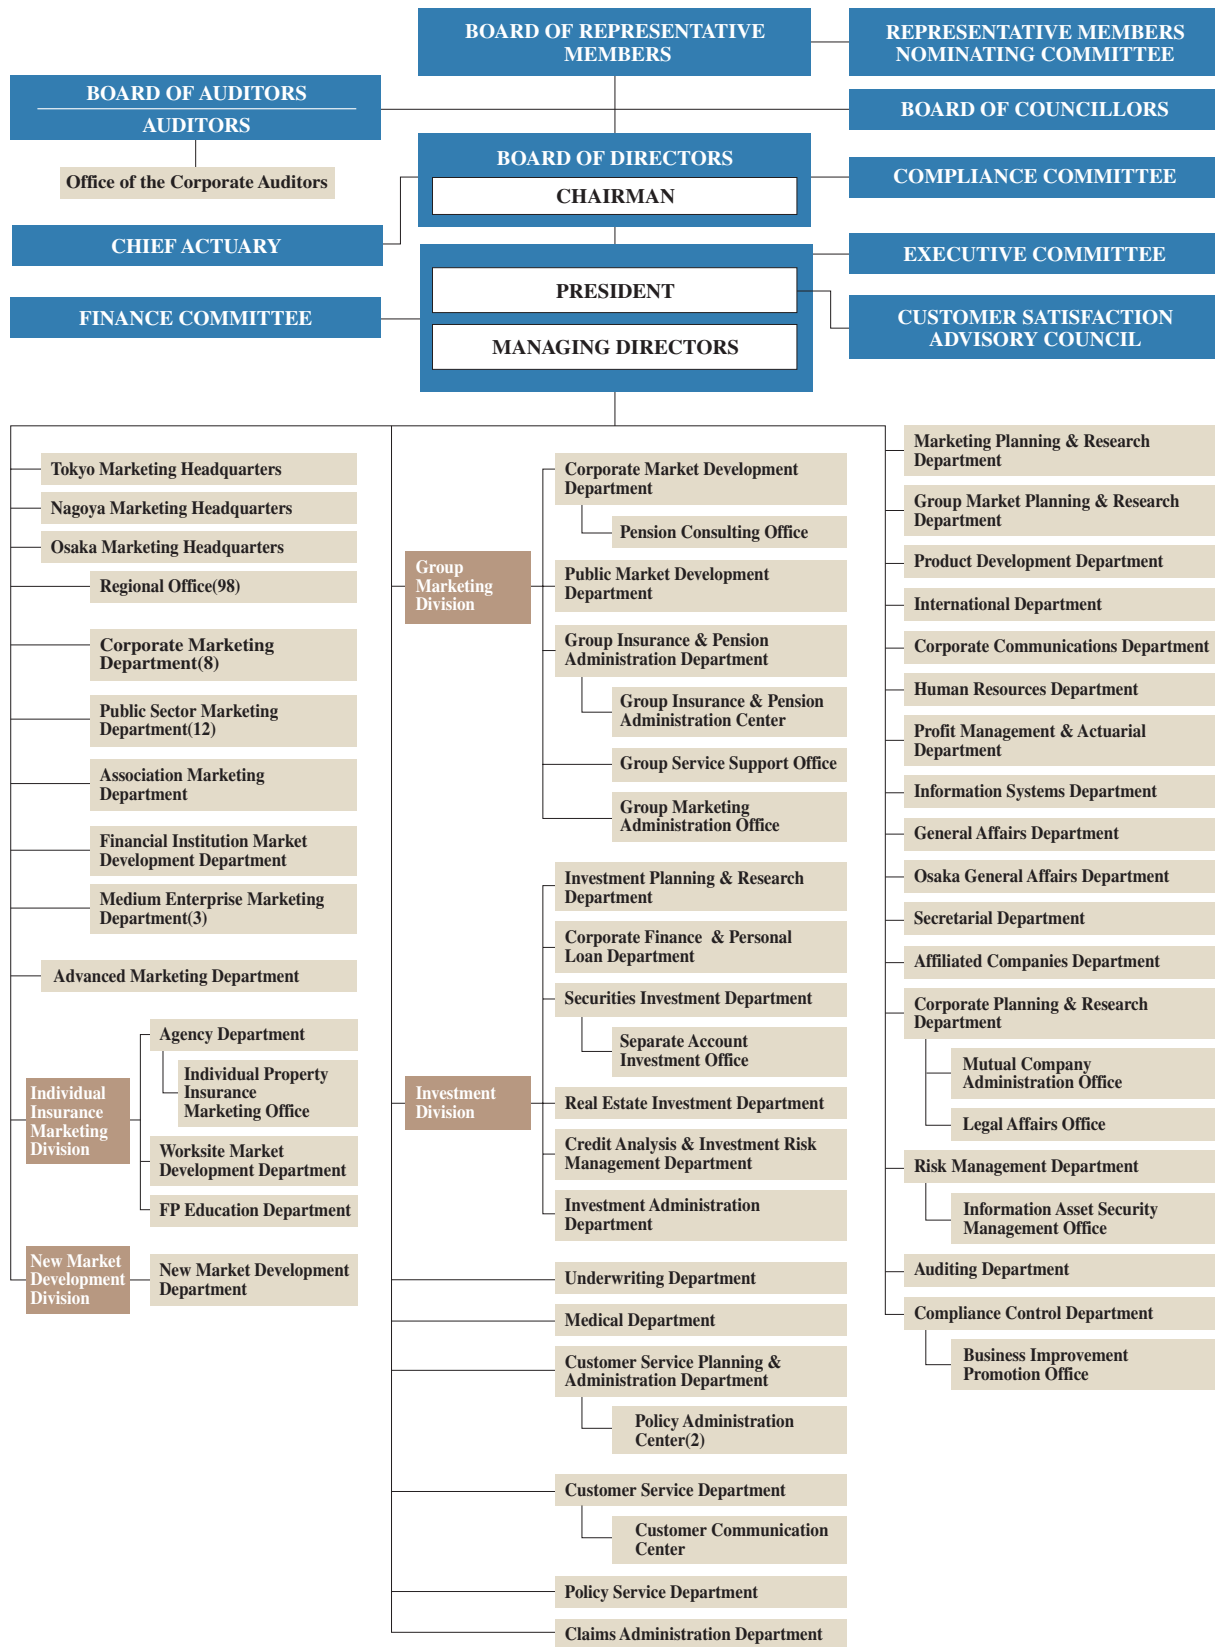 BOARD OF REPRESENTATIVE
MEMBERS
REPRESENTATIVE MEMBERS
NOMINATING COMMITTEE
BOARD OF AUDITORS
AUDITORS
BOARD OF COUNCILLORS
Office of the Corporate Auditors
BOARD OF DIRECTORS
CHAIRMAN
COMPLIANCE COMMITTEE
CHIEF ACTUARY
EXECUTIVE COMMITTEE
PRESIDENT
FINANCE COMMITTEE
CUSTOMER SATISFACTION
ADVISORY COUNCIL
MANAGING DIRECTORS
Tokyo Marketing Headquarters
Nagoya Marketing Headquarters
Osaka Marketing Headquarters
Regional Office(98)
Corporate Marketing
Department(8)
Public Sector Marketing
Department(12)
Association Marketing
Department
Financial Institution Market
Development Department
Medium Enterprise Marketing
Department(3)
Advanced Marketing Department
Individual
Insurance
Marketing
Division
Agency Department
Individual Property
Insurance
Marketing Office
Worksite Market
Development Department
FP Education Department
New Market
Development
Division
New Market Development
Department
Group
Marketing
Division
Corporate Market Development
Department
Pension Consulting Office
Public Market Development
Department
Group Insurance & Pension
Administration Department
Group Insurance & Pension
Administration Center
Group Service Support Office
Group Marketing
Administration Office
Investment
Division
Investment Planning & Research
Department
Corporate Finance & Personal
Loan Department
Securities Investment Department
Separate Account
Investment Office
Real Estate Investment Department
Credit Analysis & Investment Risk
Management Department
Investment Administration
Department
Underwriting Department
Medical Department
Customer Service Planning &
Administration Department
Policy Administration
Center(2)
Customer Service Department
Customer Communication
Center
Policy Service Department
Claims Administration Department
Marketing Planning & Research
Department
Group Market Planning & Research
Department
Product Development Department
International Department
Corporate Communications Department
Human Resources Department
Profit Management & Actuarial
Department
Information Systems Department
General Affairs Department
Osaka General Affairs Department
Secretarial Department
Affiliated Companies Department
Corporate Planning & Research
Department
Mutual Company
Administration Office
Legal Affairs Office
Risk Management Department
Information Asset Security
Management Office
Auditing Department
Compliance Control Department
Business Improvement
Promotion Office